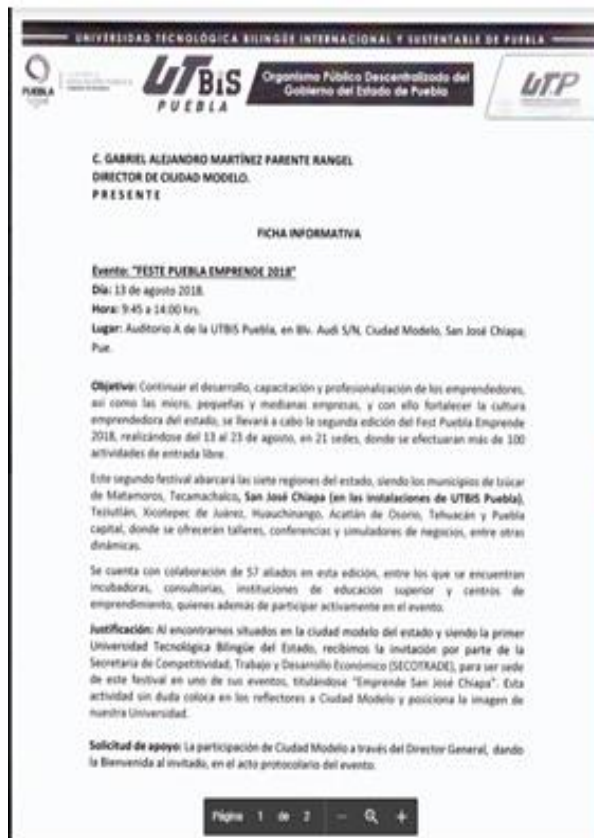 UNIVERSIDAD TECNOLÓGICA BILINGÜE INTERNACIONAL Y SUSTENTABLE DE PUEBLA
PUEBLA
UTBiS
PUEBLA
Organismo Público Descentralizado del
Gobierno del Estado de Puebla
UTP
C. GABRIEL ALEJANDRO MARTÍNEZ PARENTE RANGEL
DIRECTOR DE CIUDAD MODELO.
PRESENTE
FICHA INFORMATIVA
Evento: "FESTE PUEBLA EMPRENDE 2018"
Día: 13 de agosto 2018.
Hora: 9:45 a 14:00 hrs.
Lugar: Auditorio A de la UTBIS Puebla, en Blv. Audi S/N, Ciudad Modelo, San José Chiapa;
Pue.
Objetivo: Continuar el desarrollo, capacitación y profesionalización de los emprendedores,
así como las micro, pequeñas y medianas empresas, y con ello fortalecer la cultura
emprendedora del estado, se llevará a cabo la segunda edición del Fest Puebla Emprende
2018, realizándose del 13 al 23 de agosto, en 21 sedes, donde se efectuaran más de 100
actividades de entrada libre.
Este segundo festival abarcará las siete regiones del estado, siendo los municipios de Izúcar
de Matamoros, Tecamachalco, San José Chiapa (en las instalaciones de UTBIS Puebla),
Teziutlán, Xicotepec de Juárez, Huauchinango, Acatlán de Osorio, Tehuacán y Puebla
capital, donde se ofrecerán talleres, conferencias y simuladores de negocios, entre otras
dinámicas.
Se cuenta con colaboración de 57 aliados en esta edición, entre los que se encuentran
incubadoras, consultorías, instituciones de educación superior y centros de
emprendimiento, quienes además de participar activamente en el evento.
Justificación: Al encontrarnos situados en la ciudad modelo del estado y siendo la primer
Universidad Tecnológica Bilingüe del Estado, recibimos la invitación por parte de la
Secretaria de Competitividad, Trabajo y Desarrollo Económico (SECOTRADE), para ser sede
de este festival en uno de sus eventos, titulándose "Emprende San José Chiapa". Esta
actividad sin duda coloca en los reflectores a Ciudad Modelo y posiciona la imagen de
nuestra Universidad.
Solicitud de apoyo: La participación de Ciudad Modelo a través del Director General, dando
la Bienvenida al invitado, en el acto protocolario del evento.
Página 1 de 2